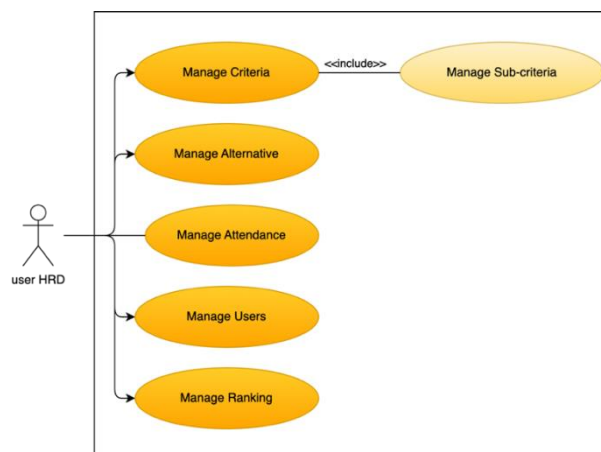 Manage Criteria
<<include>>
Manage Sub-criteria
Manage Alternative
Manage Attendance
user HRD
Manage Users
Manage Ranking